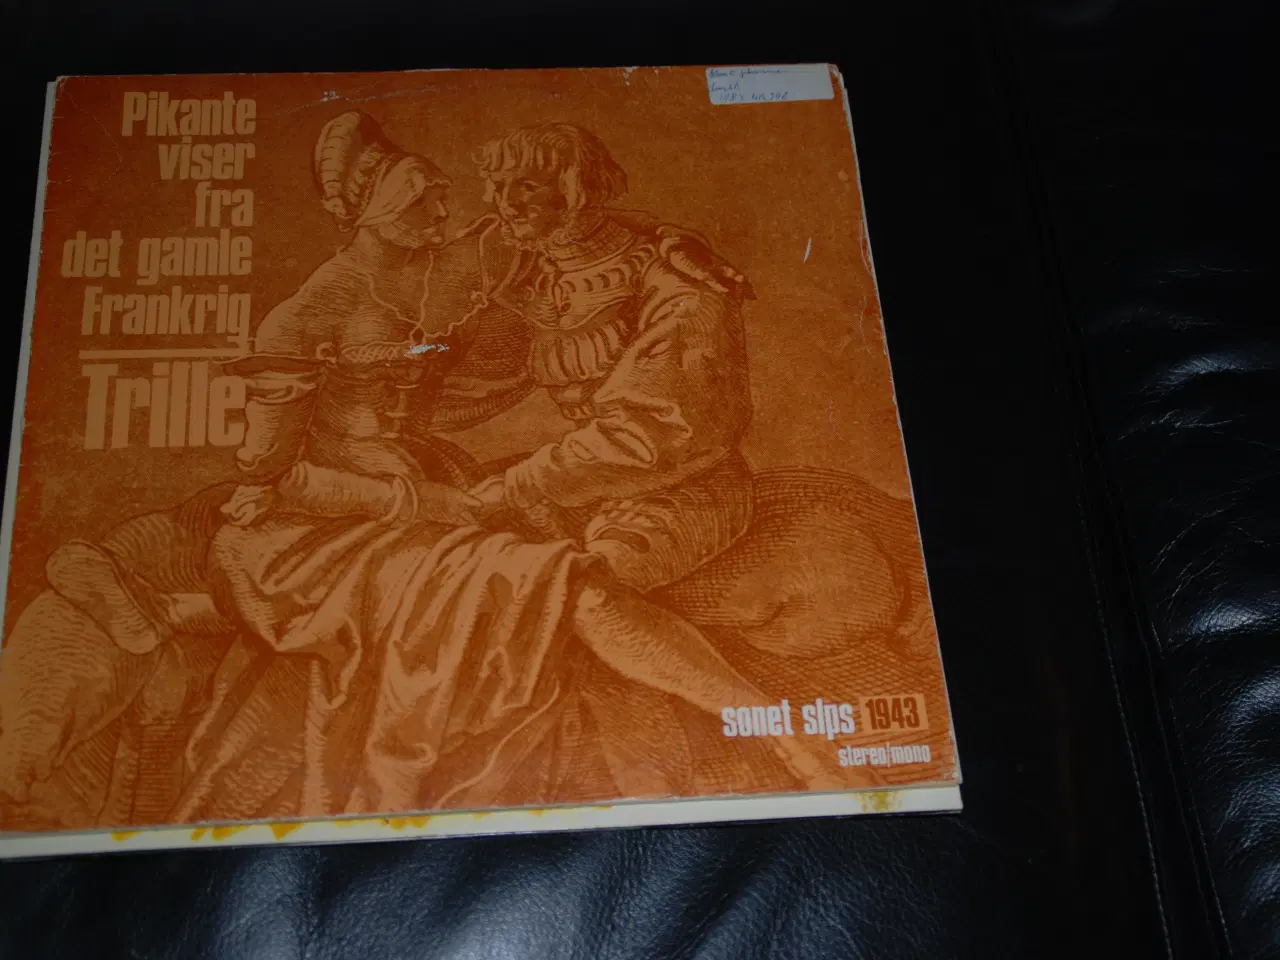 Pikante
viser
fra
det gamle
Frankrig
Trille
sonet slps 1943
stereo/mono